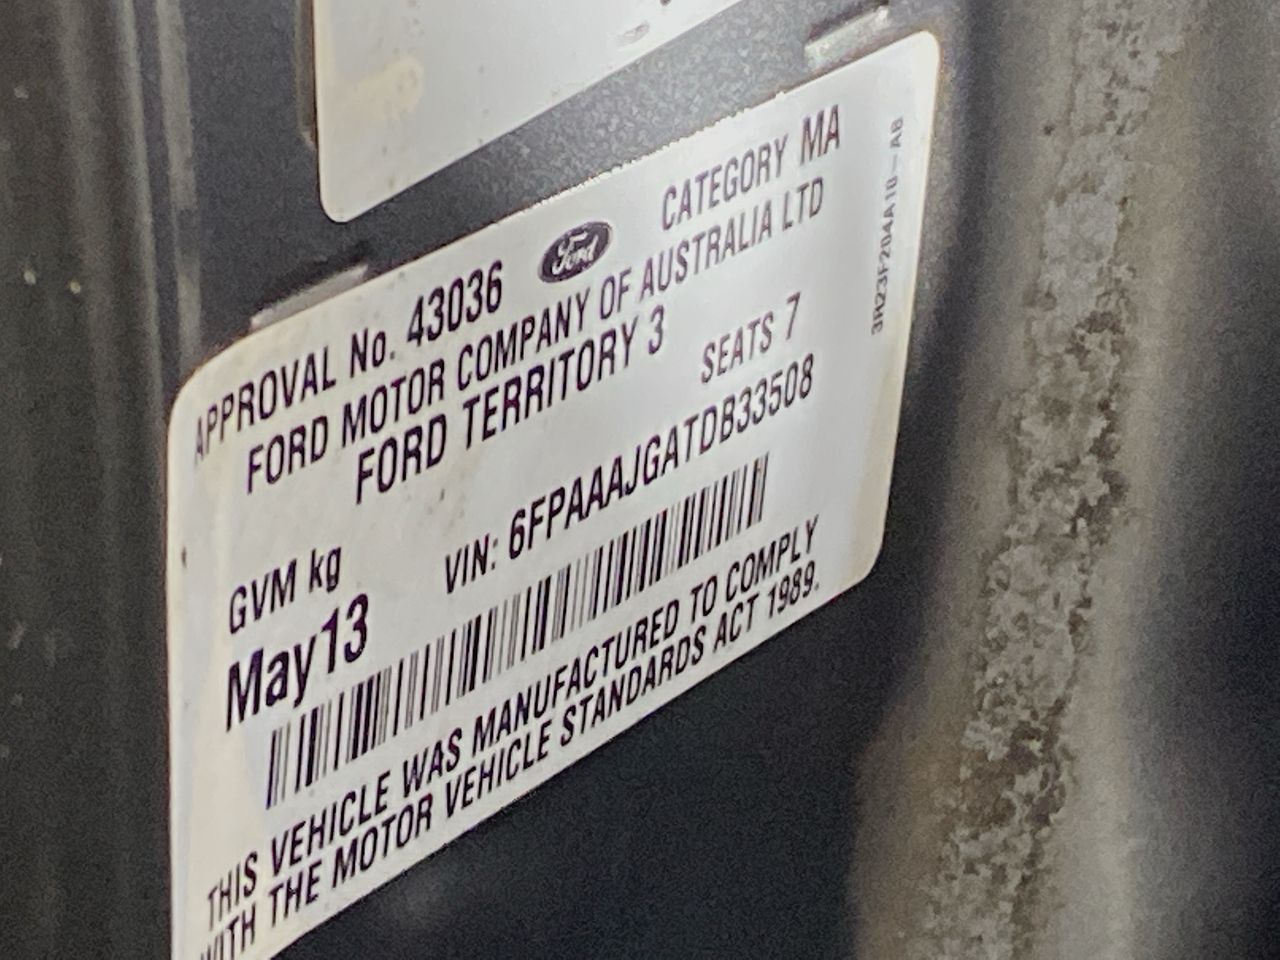 APPROVAL No. 43036 Ford CATEGORY MA
FORD MOTOR COMPANY OF AUSTRALIA LTD
FORD TERRITORY 3
SEATS 7
GVM kg VIN: 6FPAAAJGATDB33508
May13
THIS VEHICLE WAS MANUFACTURED TO COMPLY
WITH THE MOTOR VEHICLE STANDARDS ACT 1989.
3R23F204A10-AB